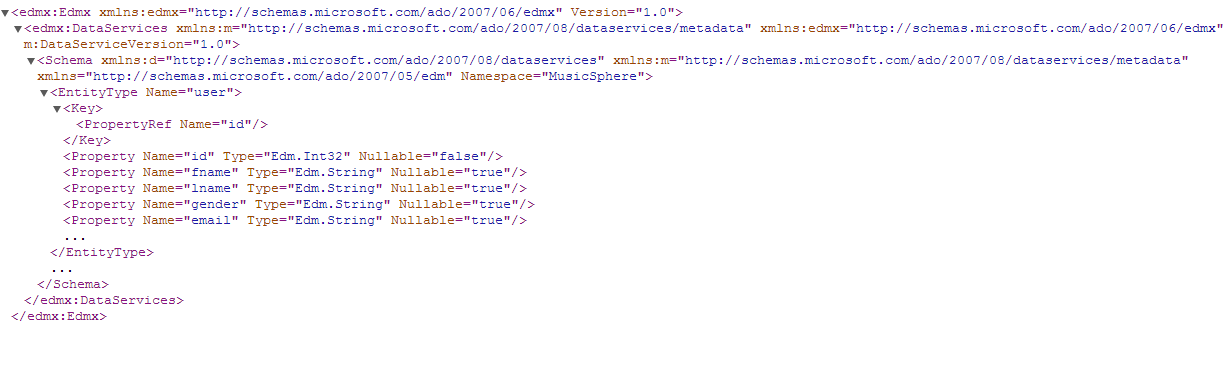 ▼<edmx:Edmx xmlns:edmx="http://schemas.microsoft.com/ado/2007/06/edmx" Version="1.0">
▼<edmx:DataServices xmlns:m="http://schemas.microsoft.com/ado/2007/08/dataservices/metadata" xmlns:edmx="http://schemas.microsoft.com/ado/2007/06/edmx"
m:DataServiceVersion="1.0">
▼<Schema xmlns:d="http://schemas.microsoft.com/ado/2007/08/dataservices" xmlns:m="http://schemas.microsoft.com/ado/2007/08/dataservices/metadata"
xmlns="http://schemas.microsoft.com/ado/2007/05/edm" Namespace="MusicSphere">
▼<EntityType Name="user">
▼<Key>
<PropertyRef Name="id"/>
</Key>
<Property Name="id" Type="Edm.Int32" Nullable="false"/>
<Property Name="fname" Type="Edm.String" Nullable="true"/>
<Property Name="lname" Type="Edm.String" Nullable="true"/>
<Property Name="gender" Type="Edm.String" Nullable="true"/>
<Property Name="email" Type="Edm.String" Nullable="true"/>
...
</EntityType>
...
</Schema>
</edmx:DataServices>
</edmx:Edmx>